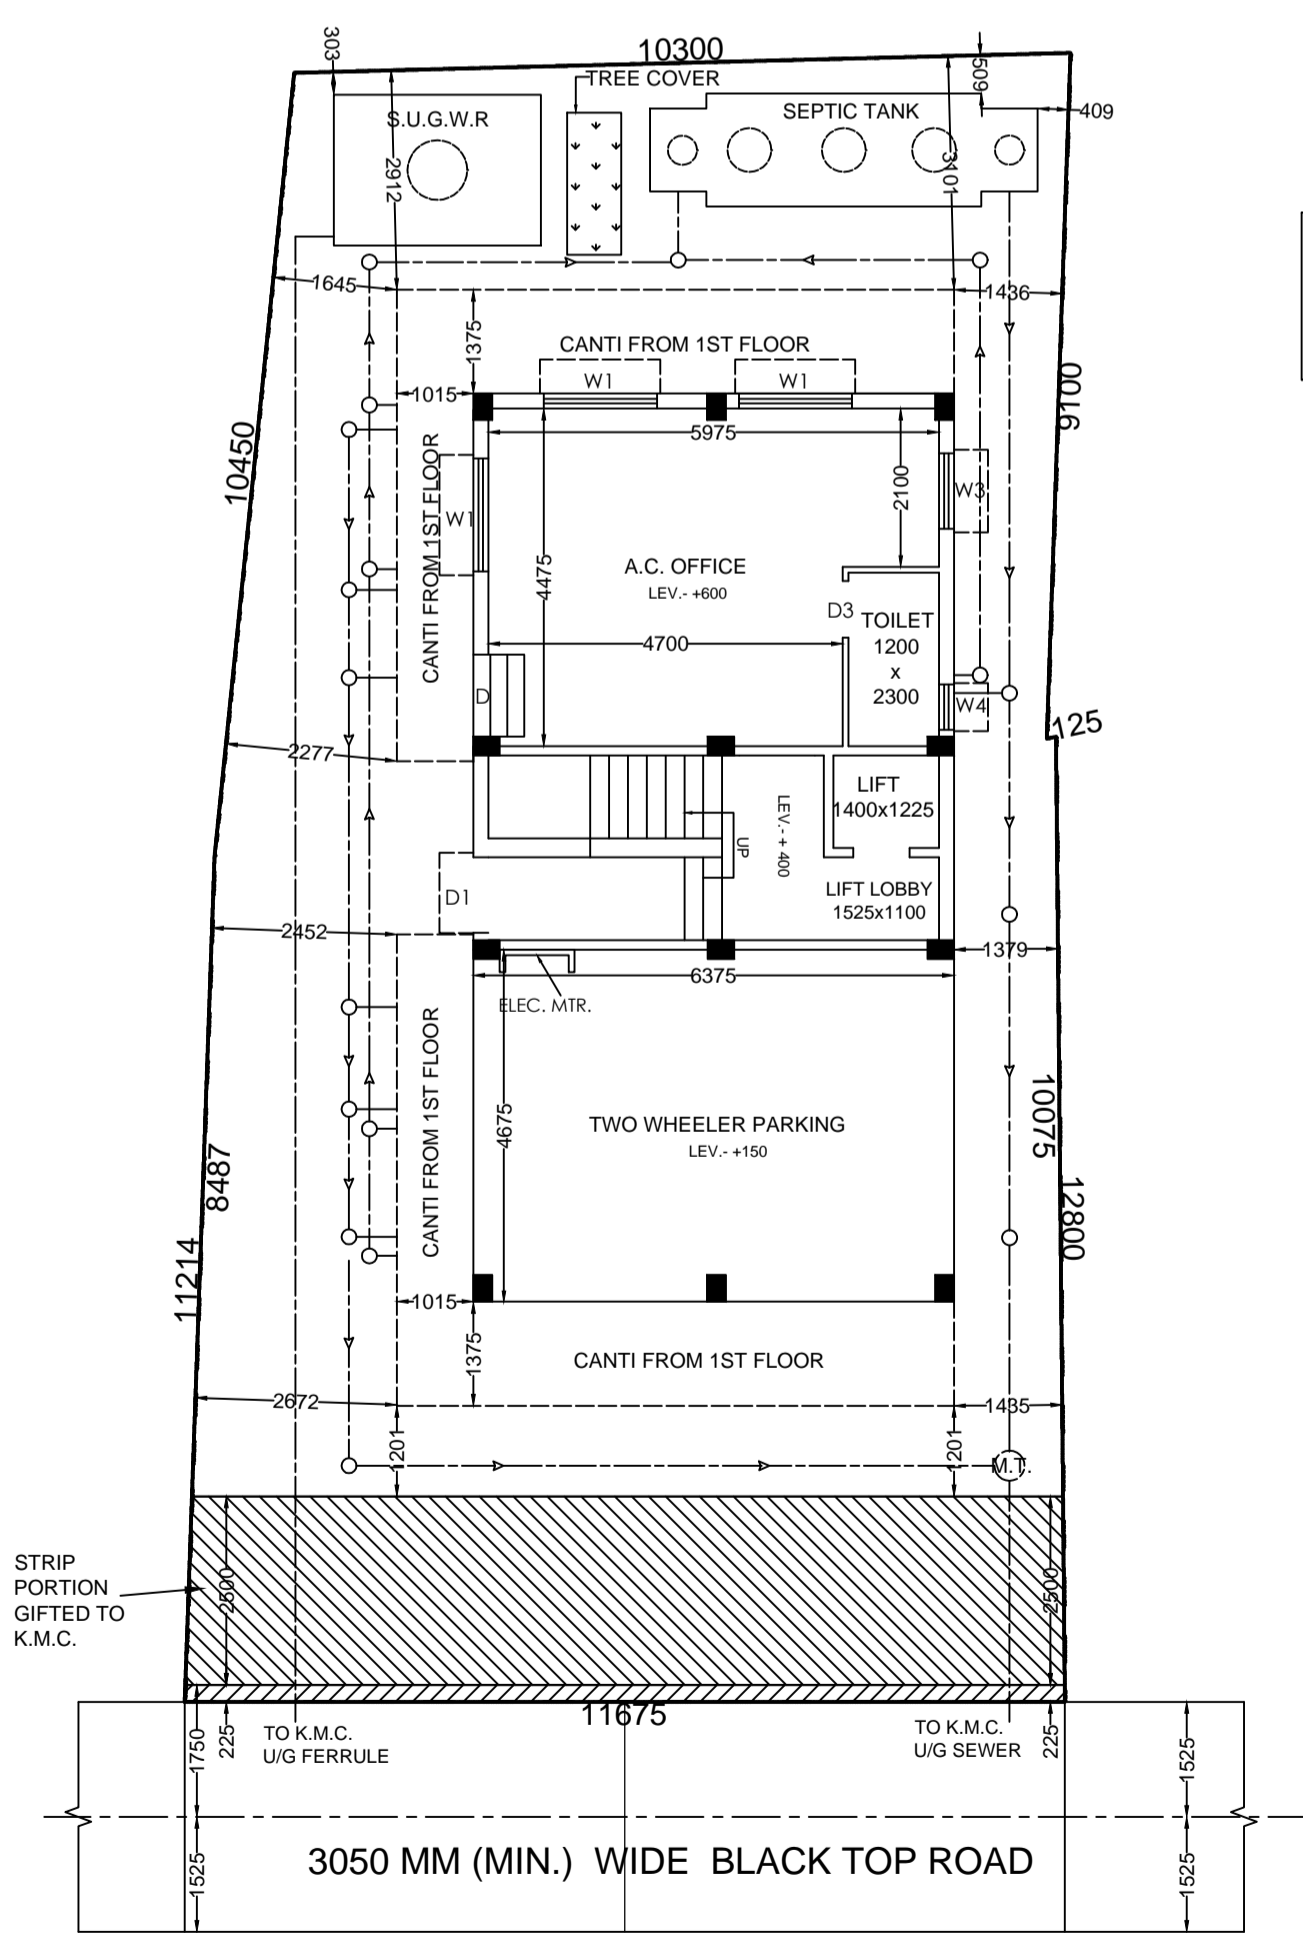 303
10300
509
TREE COVER
409
S.U.G.W.R
SEPTIC TANK
2912
3101
1645
1436
1375
CANTI FROM 1ST FLOOR
W1
W1
1015
5975
9100
10450
CANTI FROM 1ST FLOOR
W1
2100
W3
A.C. OFFICE
LEV.- +600
4475
D3
TOILET
1200
x
2300
4700
D
W4
125
2277
LIFT
1400x1225
UP
LEV.- + 400
D1
LIFT LOBBY
1525x1100
2452
1379
6375
ELEC. MTR.
CANTI FROM 1ST FLOOR
4675
TWO WHEELER PARKING
LEV.- +150
10075
8487
12800
11214
1015
1375
CANTI FROM 1ST FLOOR
2672
1435
1201
1201
M.T.
STRIP
PORTION
GIFTED TO
K.M.C.
2500
2500
11675
1750
225
TO K.M.C.
U/G FERRULE
TO K.M.C.
U/G SEWER
225
1525
3050 MM (MIN.) WIDE BLACK TOP ROAD
1525
1525